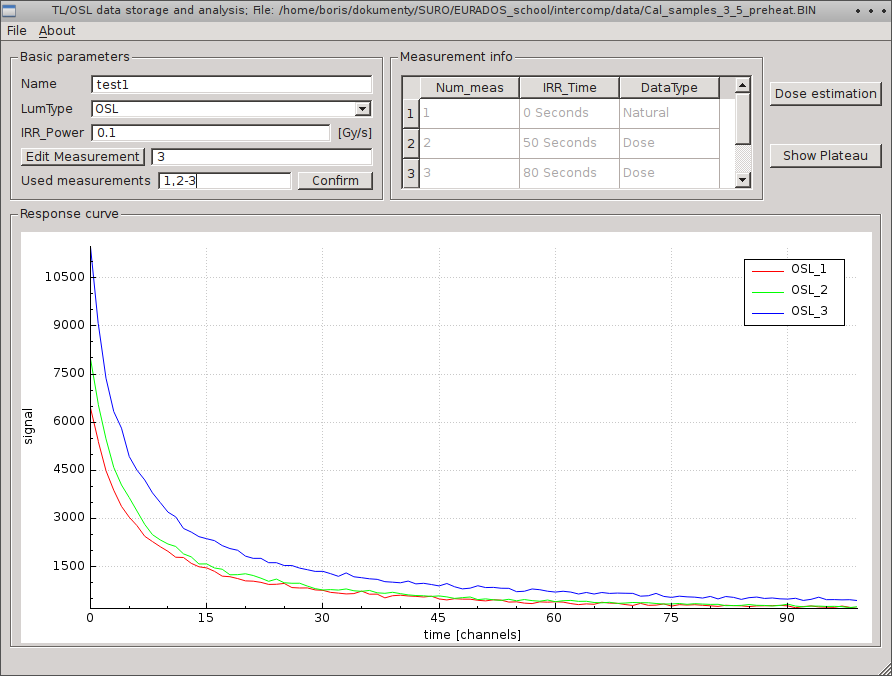 TL/OSL data storage and analysis; File: /home/boris/dokumenty/SURO/EURADOS_school/intercomp/data/Cal_samples_3_5_preheat.BIN
File About
Basic parameters
Name test1
LumType OSL
IRR_Power 0.1 [Gy/s]
Edit Measurement 3
Used measurements 1,2-3 Confirm
Measurement info
Num_meas IRR_Time DataType
1 1 0 Seconds Natural
2 2 50 Seconds Dose
3 3 80 Seconds Dose
Dose estimation
Show Plateau
Response curve
signal
10500
9000
7500
6000
4500
3000
1500
OSL_1
OSL_2
OSL_3
0 15 30 45 60 75 90
time [channels]